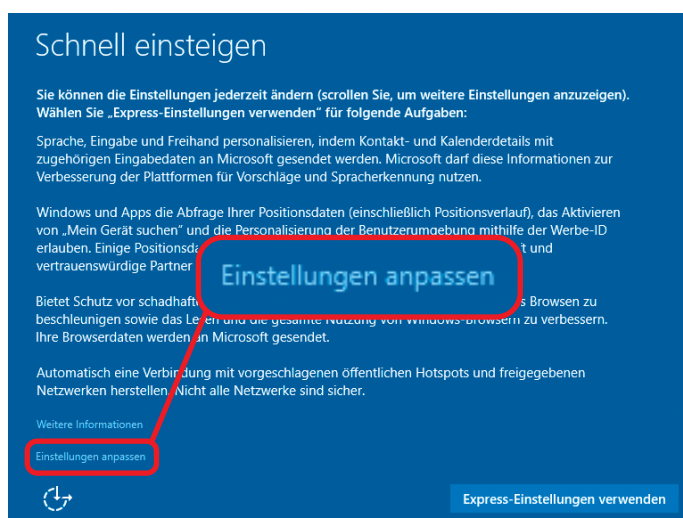 Schnell einsteigen
Sie können die Einstellungen jederzeit ändern (scrollen Sie, um weitere Einstellungen anzuzeigen).
Wählen Sie „Express-Einstellungen verwenden" für folgende Aufgaben:
Sprache, Eingabe und Freihand personalisieren, indem Kontakt- und Kalenderdetails mit
zugehörigen Eingabedaten an Microsoft gesendet werden. Microsoft darf diese Informationen zur
Verbesserung der Plattformen für Vorschläge und Spracherkennung nutzen.
Windows und Apps die Abfrage Ihrer Positionsdaten (einschließlich Positionsverlauf), das Aktivieren
von „Mein Gerät suchen" und die Personalisierung der Benutzerumgebung mithilfe der Werbe-ID
erlauben. Einige und
vertrauenswürdige Partner
Einstellungen anpassen
Bietet Schutz vor Browsen zu
beschleunigen sowie das Lesen und die gesamte Nutzung von Windows-Browsern zu verbessern.
Ihre Browserdaten werden an Microsoft gesendet.
Automatisch eine Verbindung mit vorgeschlagenen öffentlichen Hotspots und freigegebenen
Netzwerken herstellen. Nicht alle Netzwerke sind sicher.
Weitere Informationen
Einstellungen anpassen
Express-Einstellungen verwenden